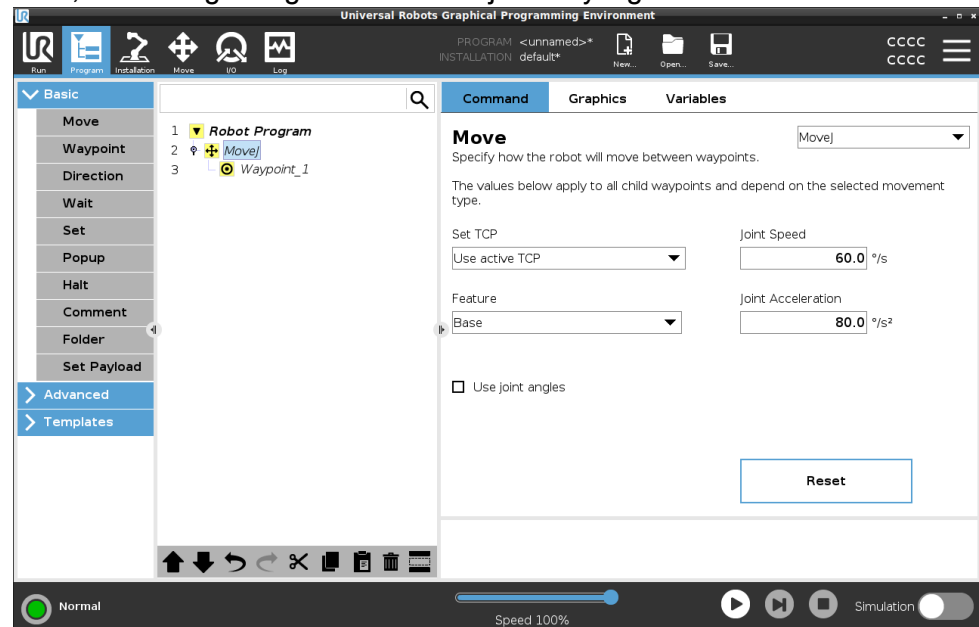 Universal Robots Graphical Programming Environment
PROGRAM <unnamed>*
INSTALLATION default*
New... Open... Save...
CCCC
CCCC
Run Program Installation Move I/O Log
Basic
Move
Waypoint
Direction
Wait
Set
Popup
Halt
Comment
Folder
Set Payload
Advanced
Templates
1 Robot Program
2 MoveJ
3 Waypoint_1
Command Graphics Variables
Move
MoveJ
Specify how the robot will move between waypoints.
The values below apply to all child waypoints and depend on the selected movement
type.
Set TCP
Use active TCP
Joint Speed
60.0 °/s
Feature
Base
Joint Acceleration
80.0 °/s²
Use joint angles
Reset
Normal
Speed 100%
Simulation